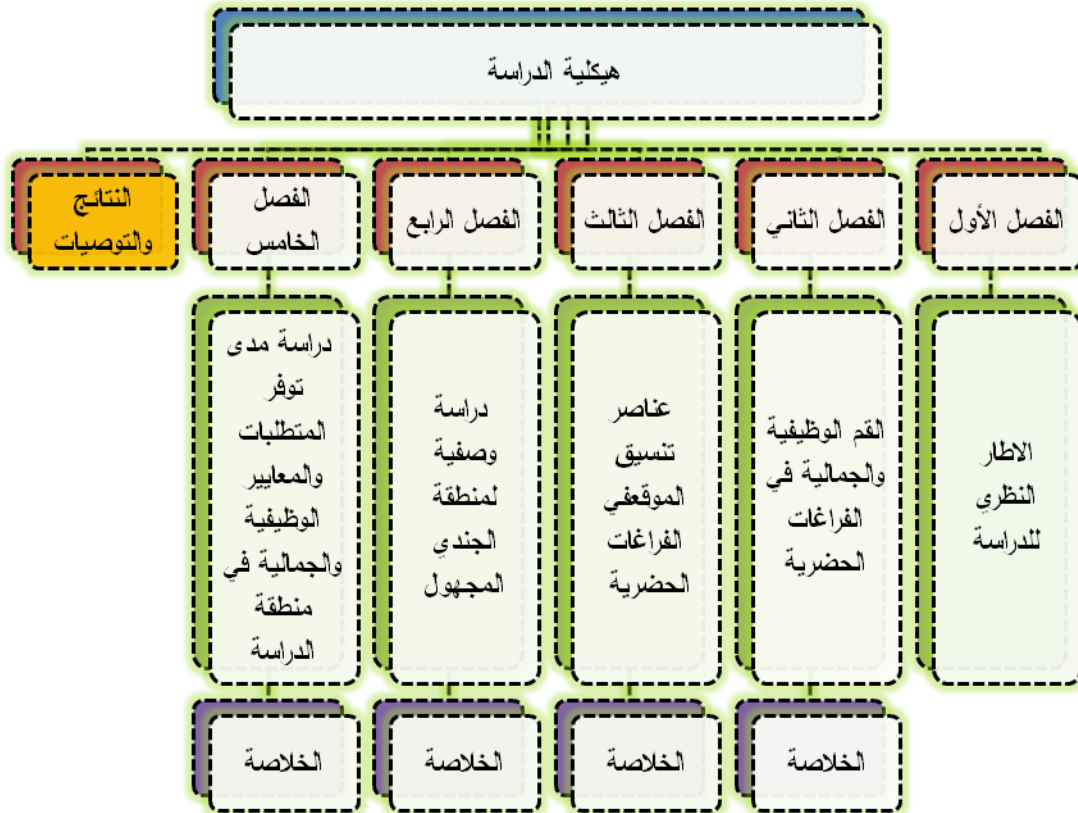 هيكلية الدراسة
الفصل الأول
الفصل الثاني
الفصل الثالث
الفصل الرابع
الفصل
الخامس
النتائج
والتوصيات
الاطار
النظري
للدراسة
القم الوظيفية
والجمالية في
الفراغات
الحضرية
عناصر
تنسيق
الموقعفي
الفراغات
الحضرية
دراسة
وصفية
لمنطقة
الجندي
المجهول
دراسة مدى
توفر
المتطلبات
والمعايير
الوظيفية
والجمالية في
منطقة
الدراسة
الخلاصة
الخلاصة
الخلاصة
الخلاصة